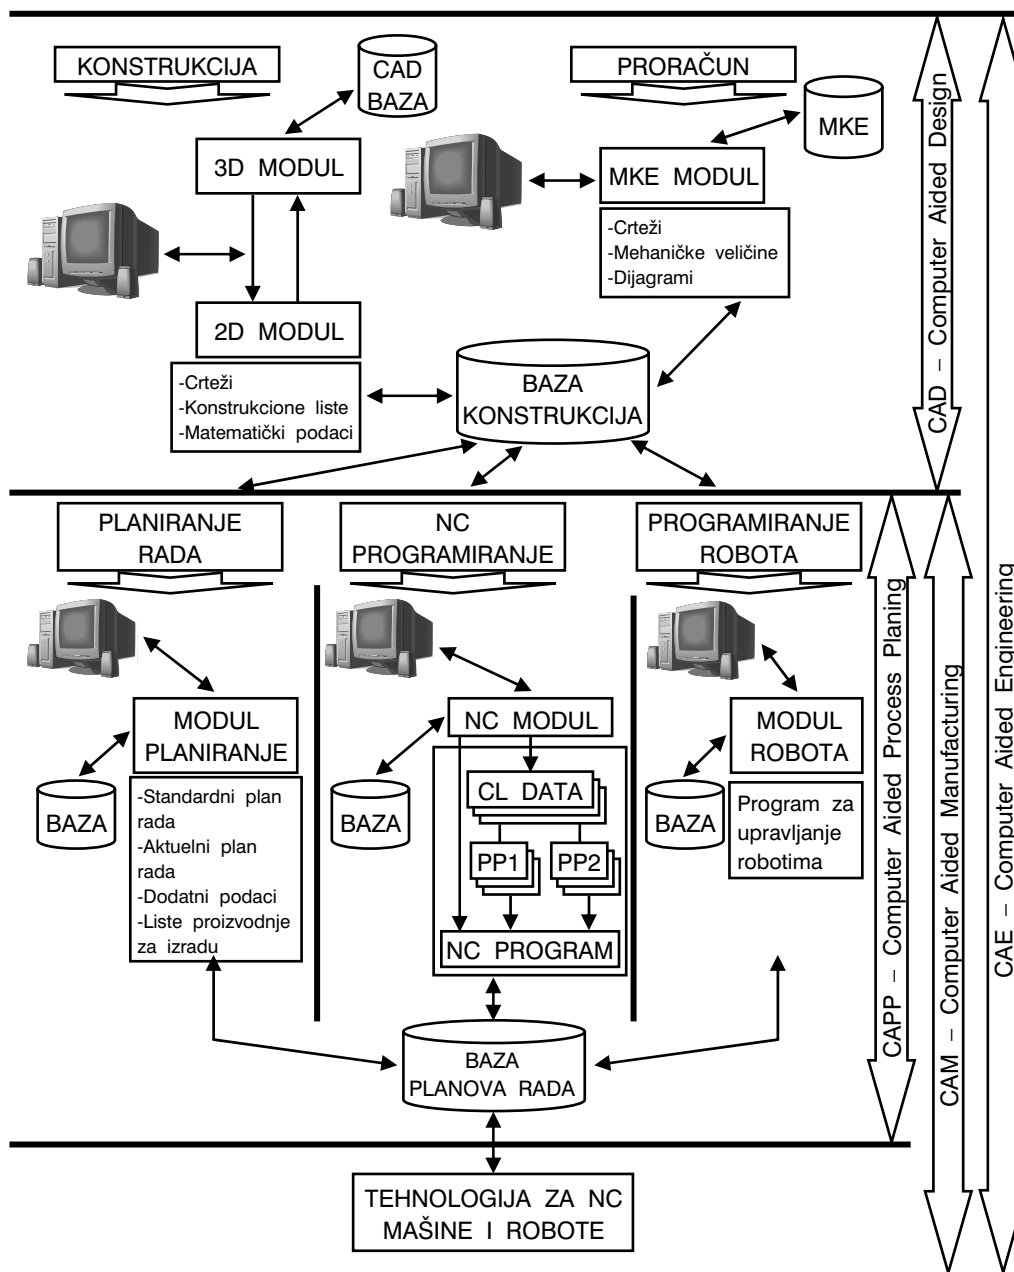 KONSTRUKCIJA
CAD
BAZA
PRORAČUN
MKE
3D MODUL
MKE MODUL
-Crteži
-Mehaničke veličine
-Dijagrami
2D MODUL
-Crteži
-Konstrukcione liste
-Matematički podaci
BAZA
KONSTRUKCIJA
CAD – Computer Aided Design
PLANIRANJE
RADA
NC
PROGRAMIRANJE
PROGRAMIRANJE
ROBOTA
MODUL
PLANIRANJE
BAZA
-Standardni plan
rada
-Aktuelni plan
rada
-Dodatni podaci
-Liste proizvodnje
za izradu
NC MODUL
BAZA
CL DATA
PP1
PP2
NC PROGRAM
MODUL
ROBOTA
BAZA
Program za
upravljanje
robotima
BAZA
PLANOVA RADA
TEHNOLOGIJA ZA NC
MAŠINE I ROBOTE
CAPP – Computer Aided Process Planing
CAM – Computer Aided Manufacturing
CAE – Computer Aided Engineering